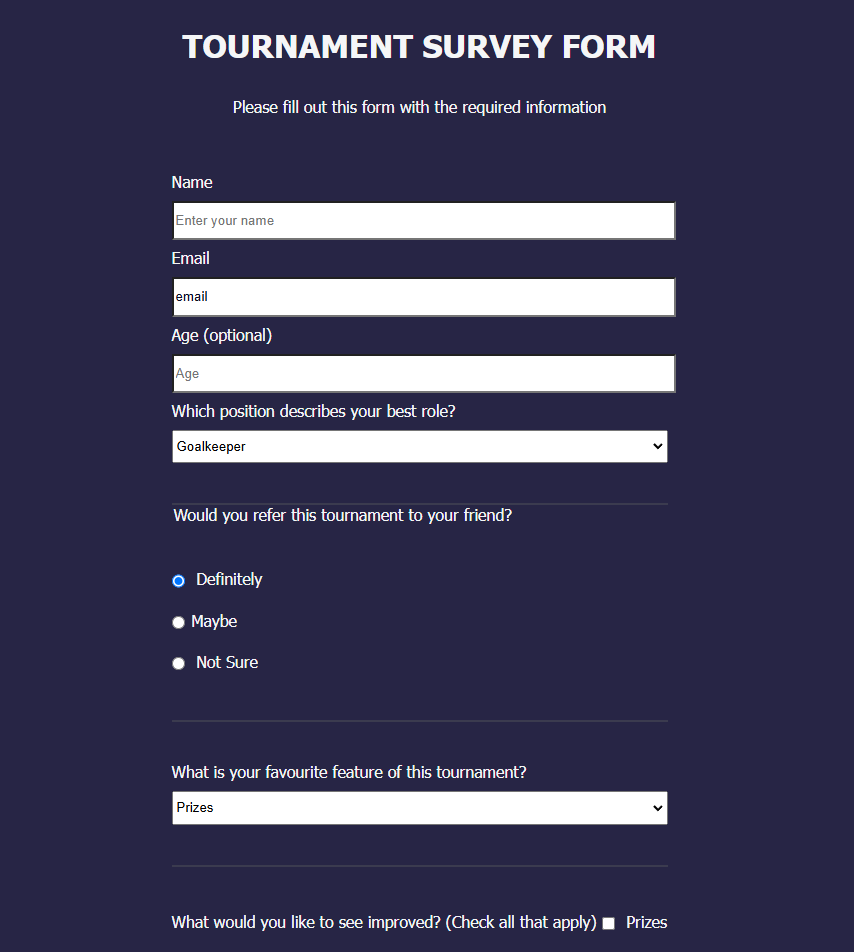 TOURNAMENT SURVEY FORM
Please fill out this form with the required information
Name
Enter your name
Email
email
Age (optional)
Age
Which position describes your best role?
Goalkeeper
Would you refer this tournament to your friend?
Definitely
Maybe
Not Sure
What is your favourite feature of this tournament?
Prizes
What would you like to see improved? (Check all that apply) Prizes